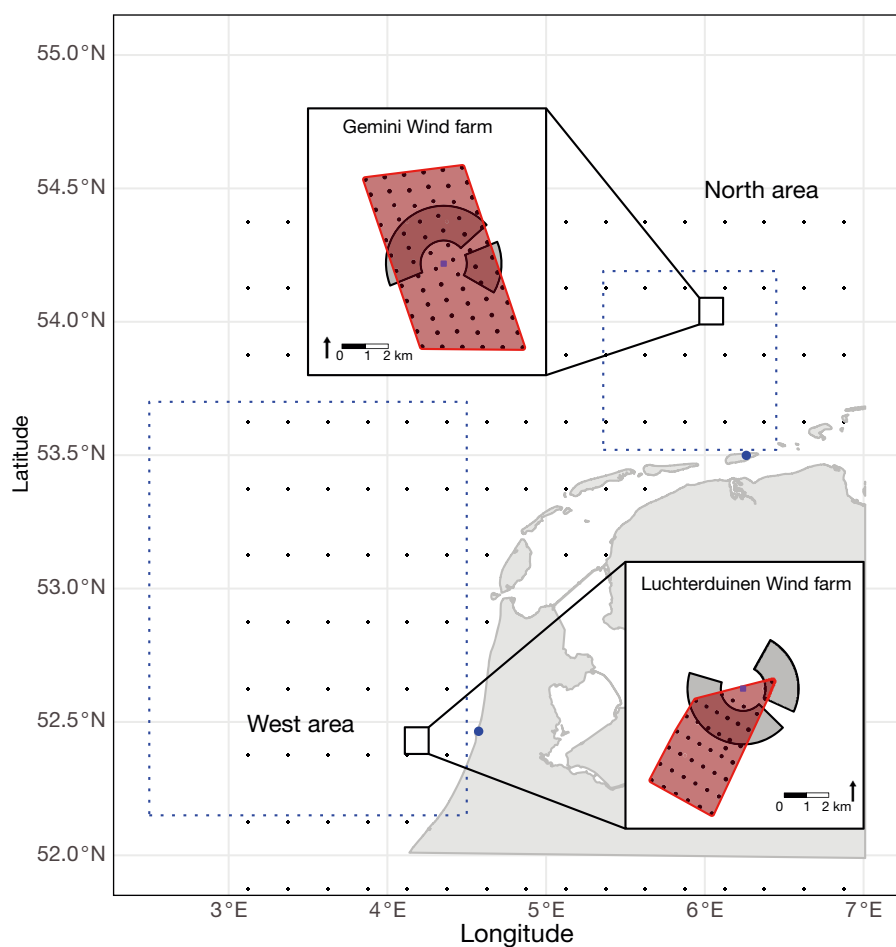 55.0°N
Gemini Wind farm
54.5°N
North area
54.0°N
0 1 2 km
53.5°N
Latitude
53.0°N
Luchterduinen Wind farm
52.5°N
West area
0 1 2 km
52.0°N
3°E 4°E 5°E 6°E 7°E
Longitude